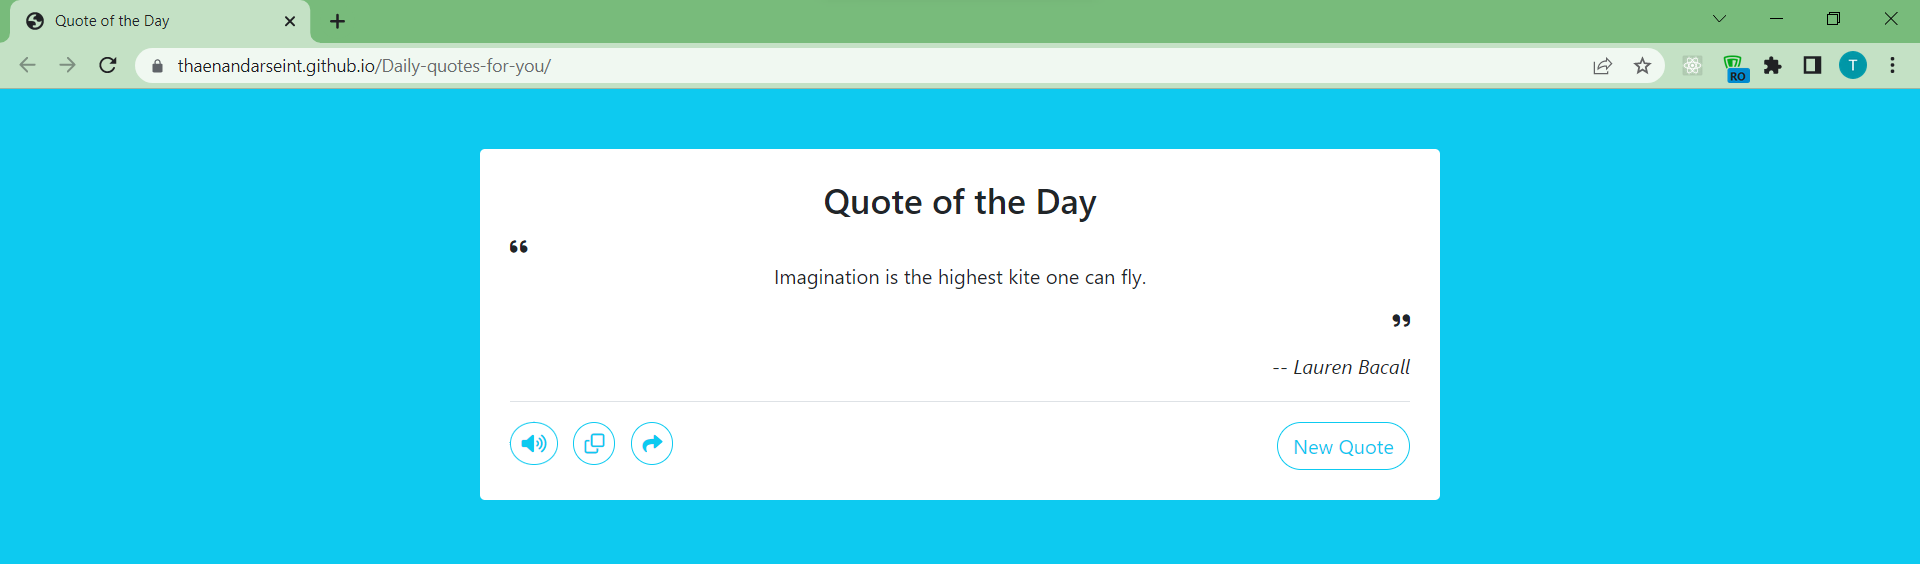 Quote of the Day
thaenandarseint.github.io/Daily-quotes-for-you/
RO
T
Quote of the Day
“
Imagination is the highest kite one can fly.
”
-- Lauren Bacall
New Quote